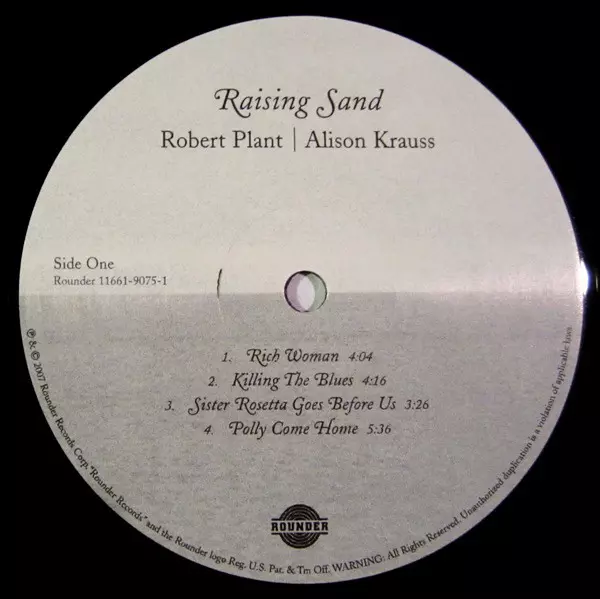 Raising Sand
Robert Plant | Alison Krauss
Side One
Rounder 11661-9075-1
1. Rich Woman 4:04
2. Killing The Blues 4:16
3. Sister Rosetta Goes Before Us 3:26
4. Polly Come Home 5:36
ROUNDER
℗ & © 2007 Rounder Records Corp. "Rounder Records" and the Rounder logo Reg. U.S. Pat. & Tm Off. WARNING: All Rights Reserved. Unauthorized duplication is a violation of applicable laws